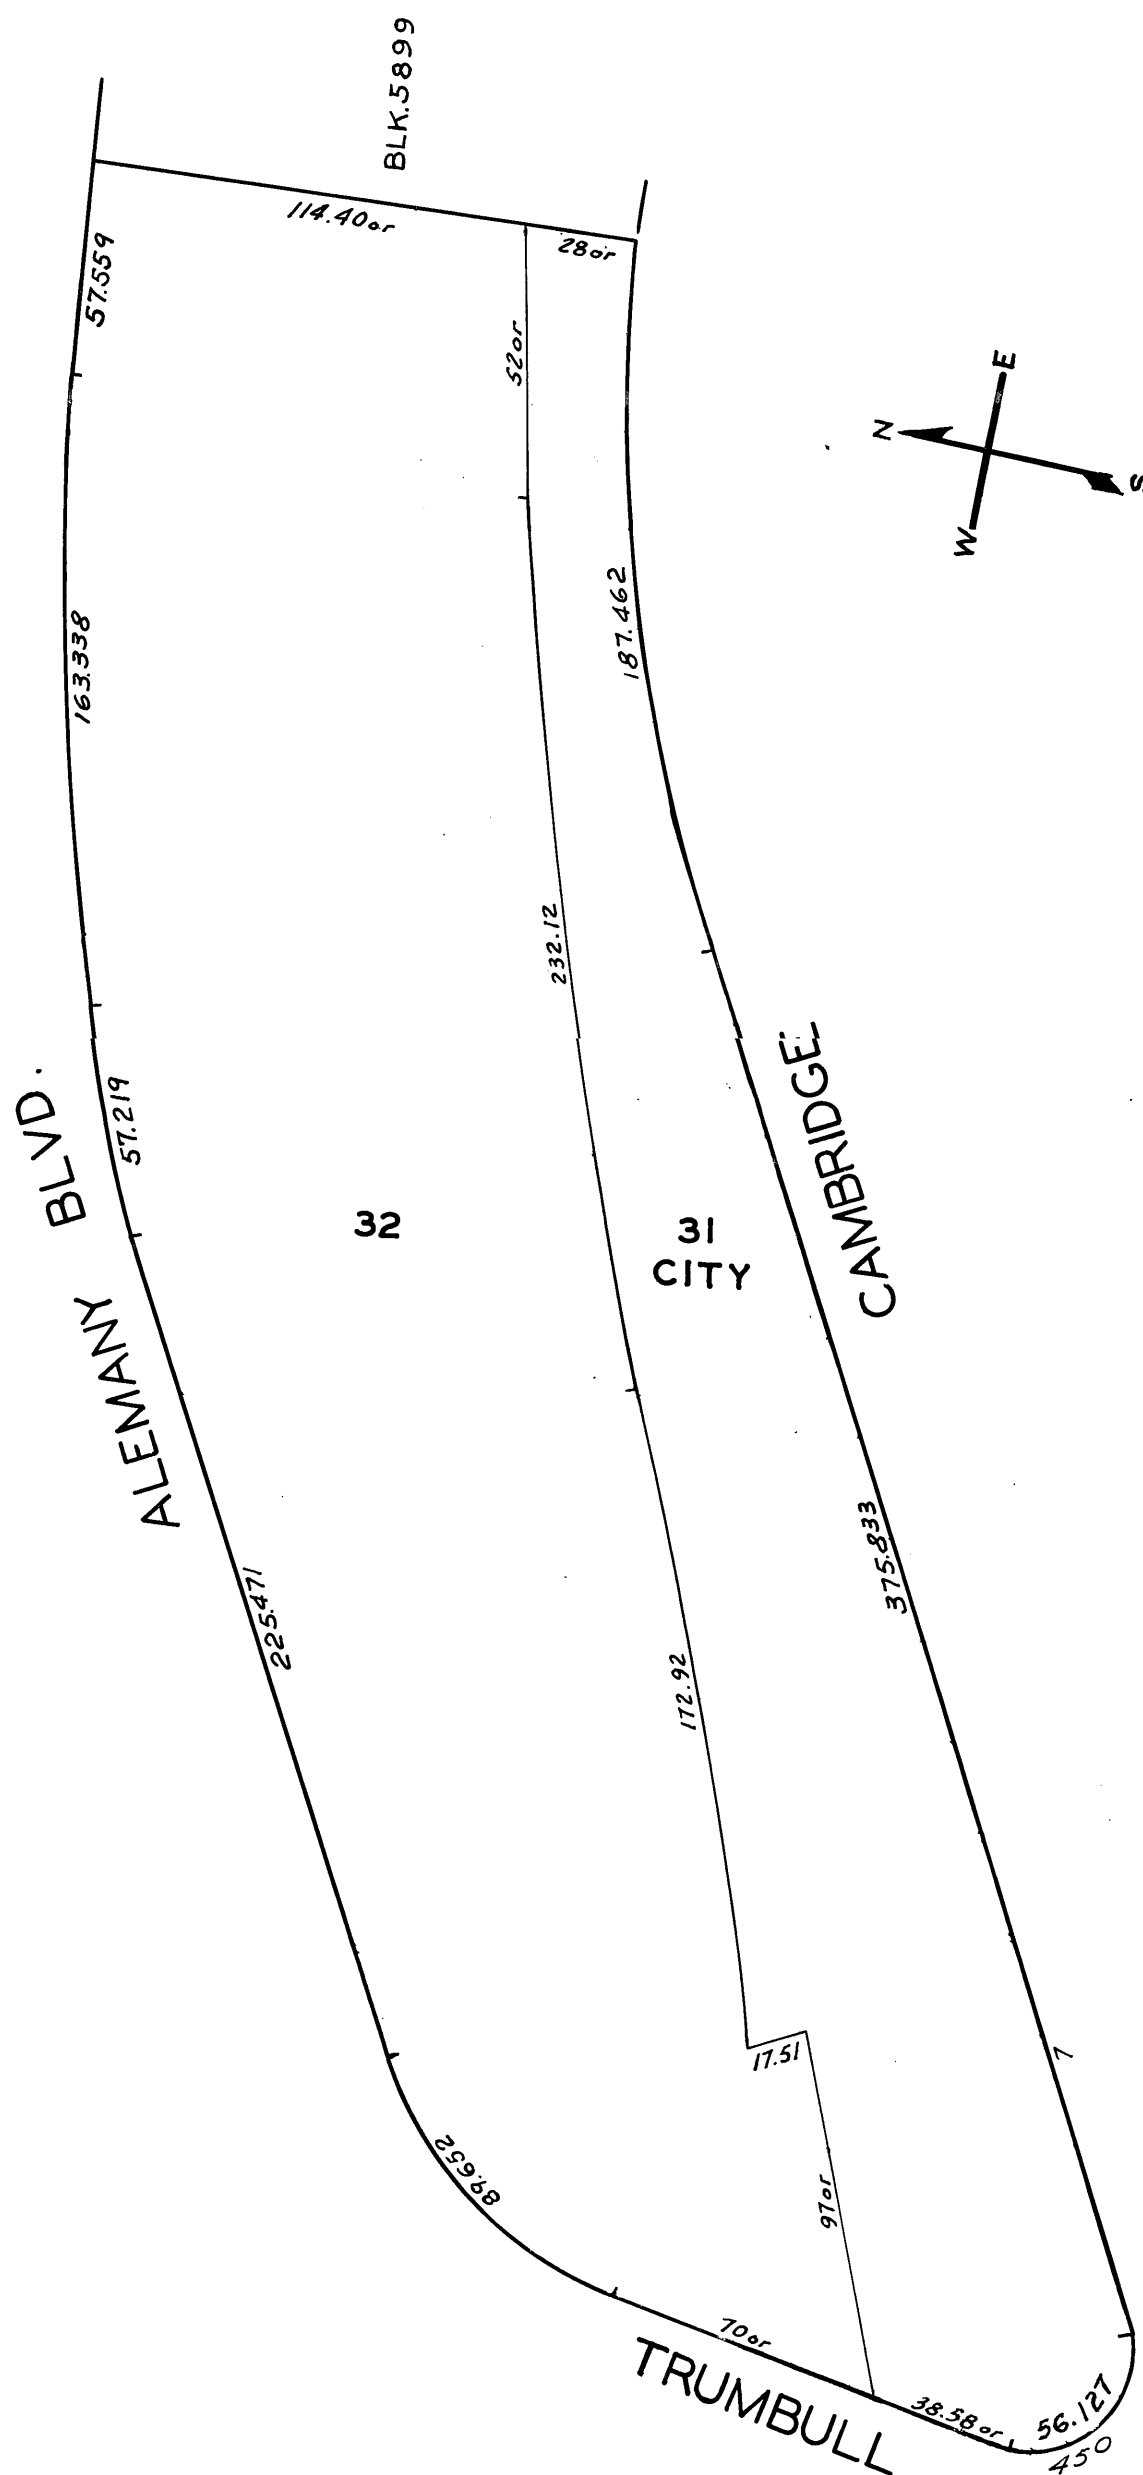 BLK.5899
114.40or
28or
57.559
52or
N
E
W
S
163.338
187.462
232.12
ALEMANY BLVD.
57.219
CAMBRIDGE
32
31
CITY
225.471
375.833
172.92
7
17.51
89.652
97or
70or
TRUMBULL
38.58or
56.127
450